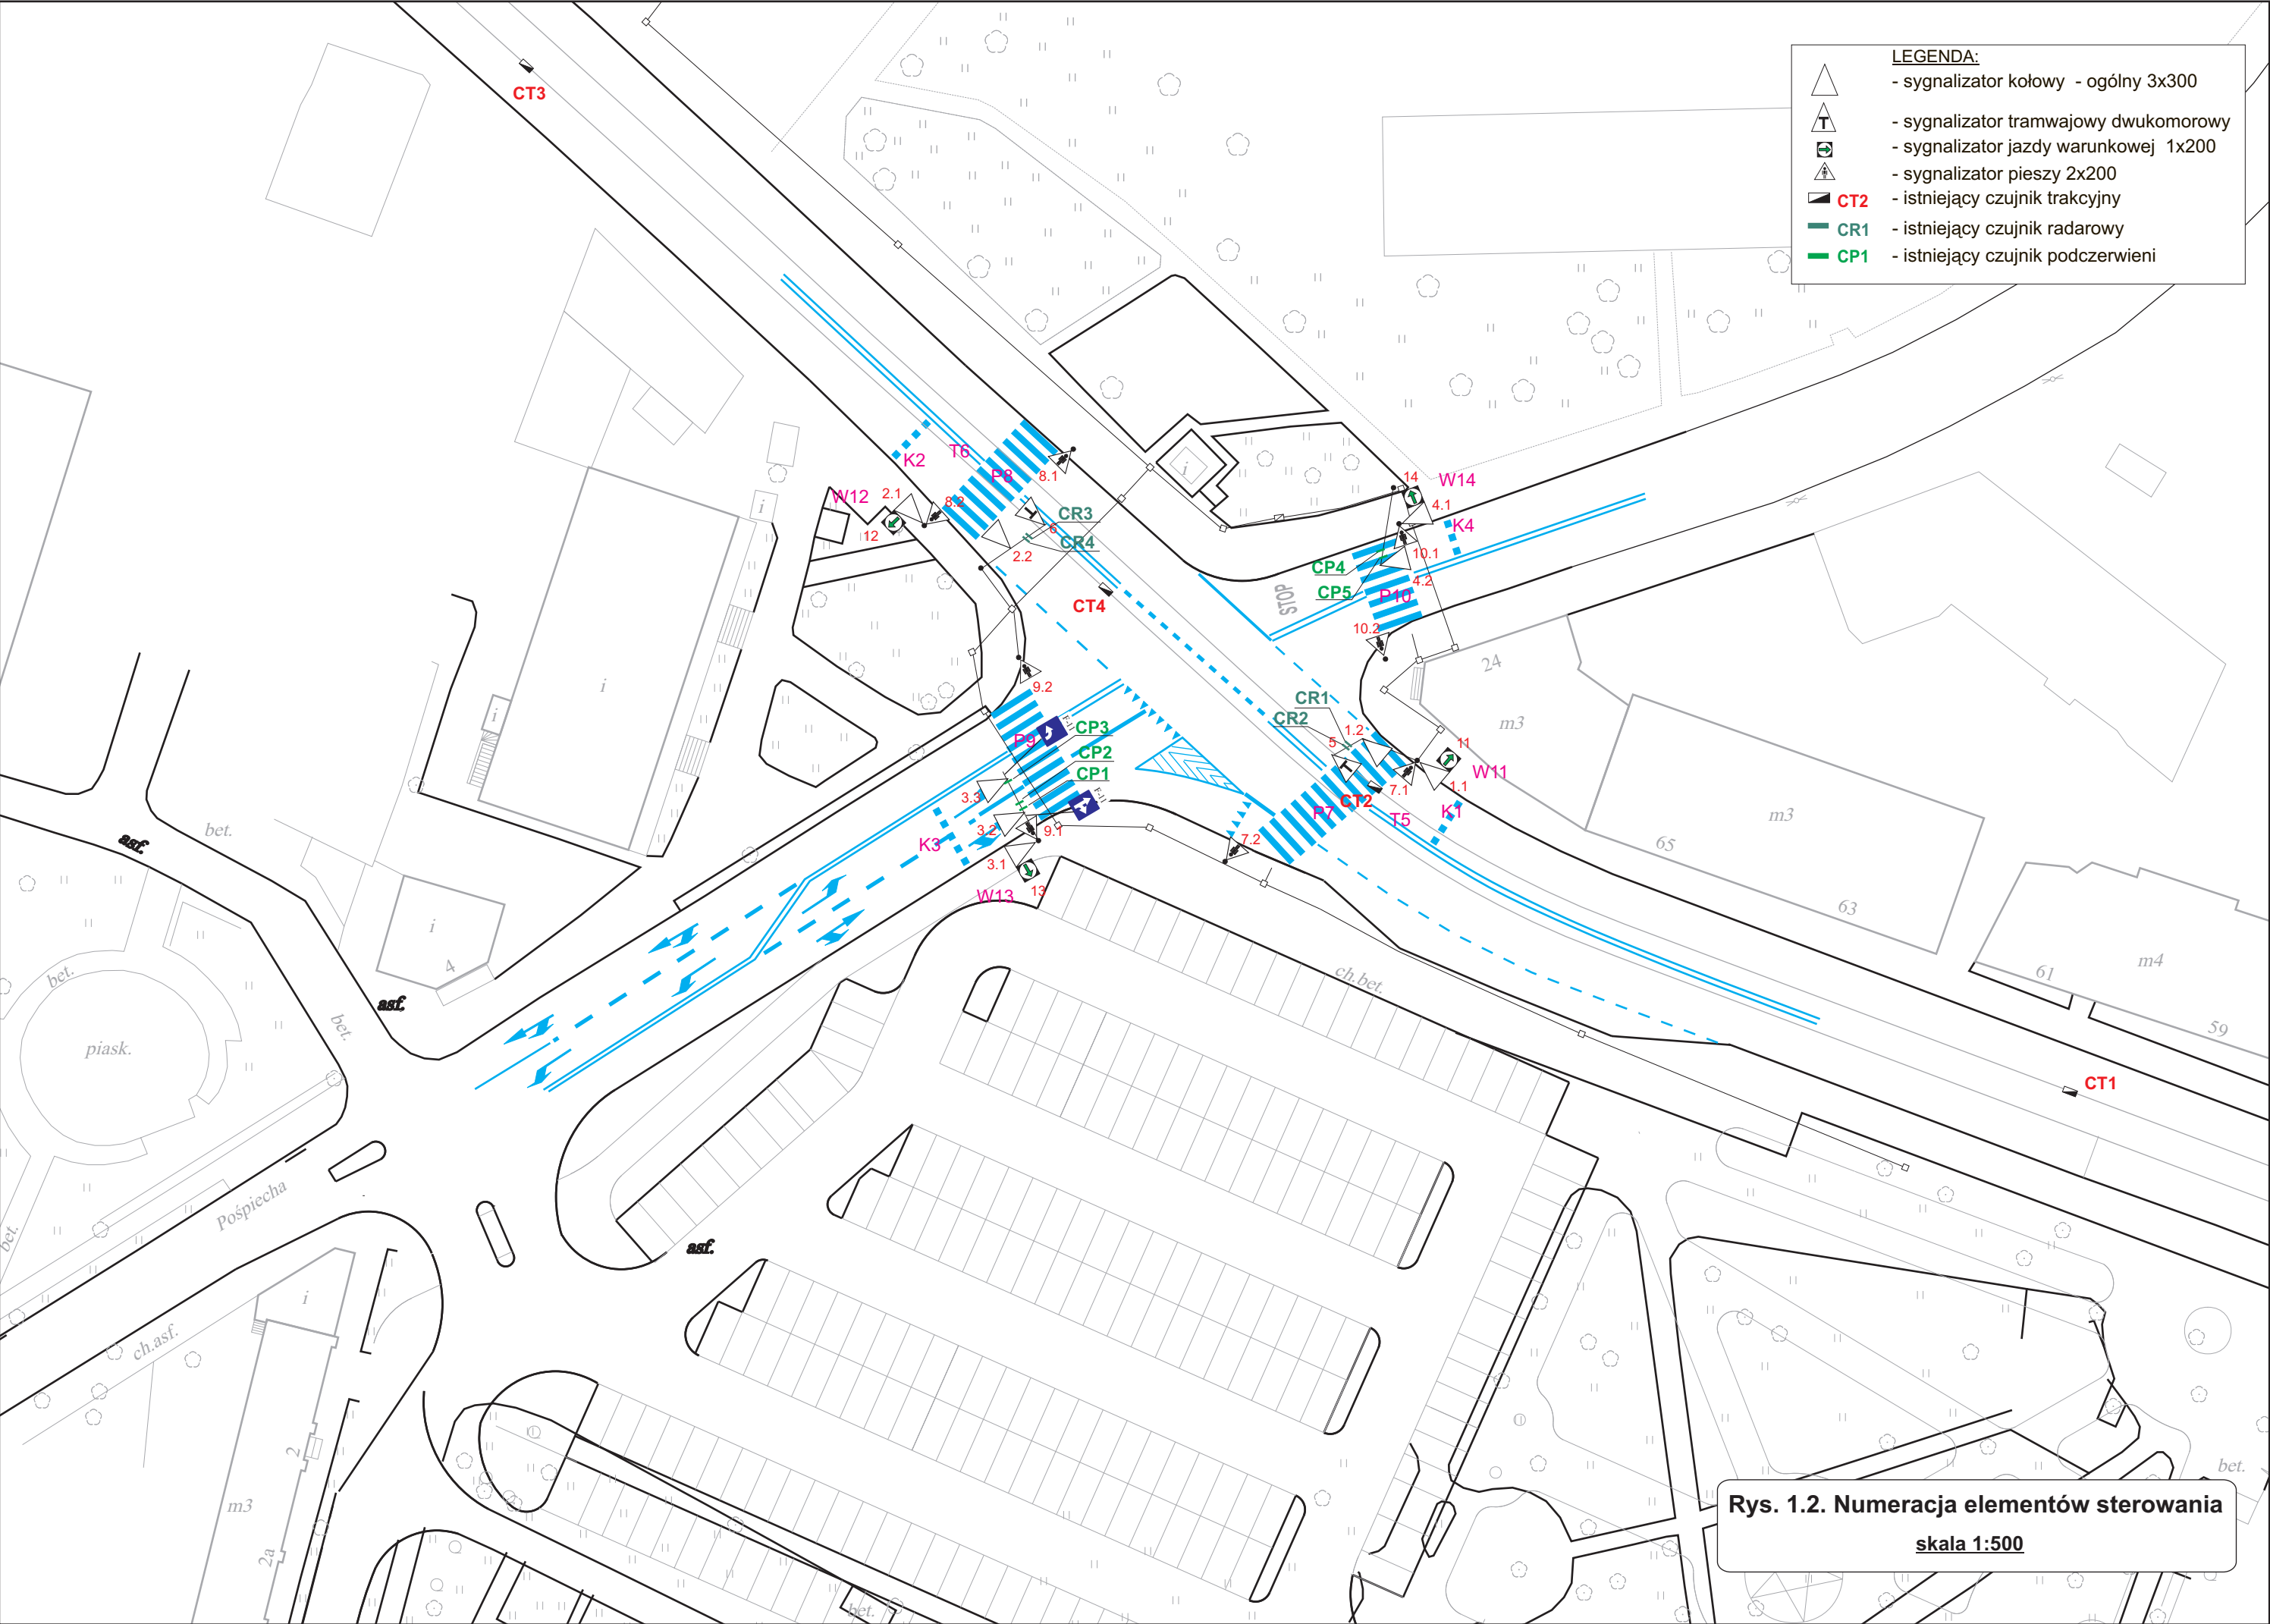 LEGENDA:
- sygnalizator kołowy - ogólny 3x300
T - sygnalizator tramwajowy dwukomorowy
- sygnalizator jazdy warunkowej 1x200
- sygnalizator pieszy 2x200
CT2 - istniejący czujnik trakcyjny
CR1 - istniejący czujnik radarowy
CP1 - istniejący czujnik podczerwieni
CT3
K2
T6
P8
8.1
W12
2.1
8.2
12
T
6
2.2
CR3
CR4
CT4
14
W14
4.1
K4
10.1
CP4
4.2
CP5
P10
10.2
STOP
i
i
i
i
9.2
F-11
P9
CP3
CP2
CP1
F-11
3.3
3.2
9.1
K3
3.1
13
W13
CR1
CR2
1.2
5
T
11
W11
1.1
7.1
CT2
P7
T5
K1
7.2
24
m3
m3
65
63
61
m4
59
CT1
asf.
bet.
i
4
asf.
bet.
bet.
piask.
ch.bet.
Pośpiecha
bet.
asf.
i
ch.asf.
2
m3
2a
bet.
bet.
Rys. 1.2. Numeracja elementów sterowania
skala 1:500